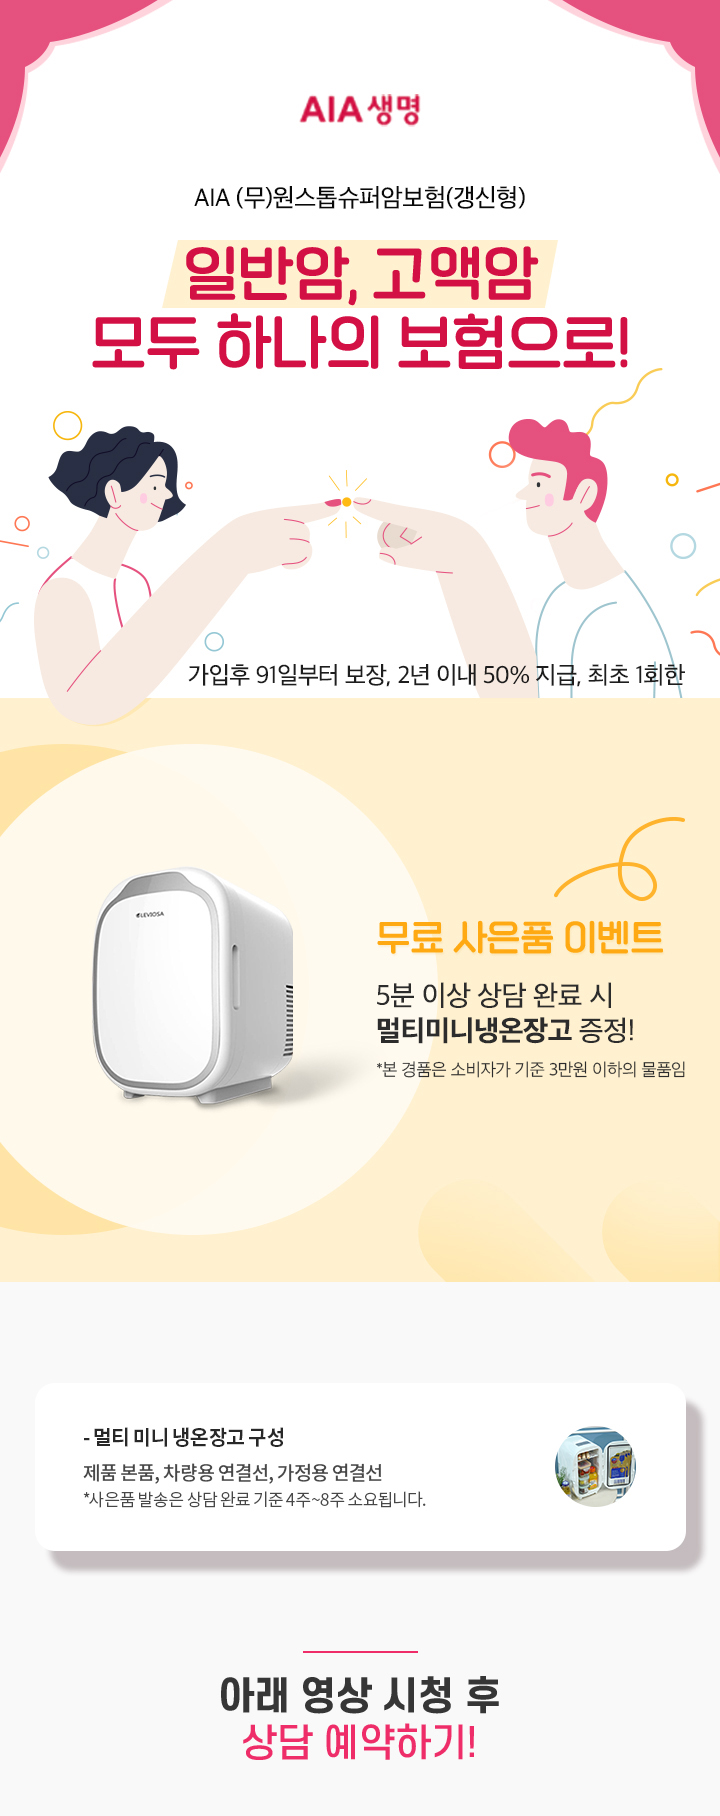 AIA 생명
AIA (무)원스톱슈퍼암보험(갱신형)
일반암, 고액암
모두 하나의 보험으로!
가입후 91일부터 보장, 2년 이내 50% 지급, 최초 1회한
LEVIOSA
무료 사은품 이벤트
5분 이상 상담 완료 시
멀티미니냉온장고 증정!
*본 경품은 소비자가 기준 3만원 이하의 물품임
- 멀티 미니 냉온장고 구성
제품 본품, 차량용 연결선, 가정용 연결선
*사은품 발송은 상담 완료 기준 4주~8주 소요됩니다.
아래 영상 시청 후
상담 예약하기!